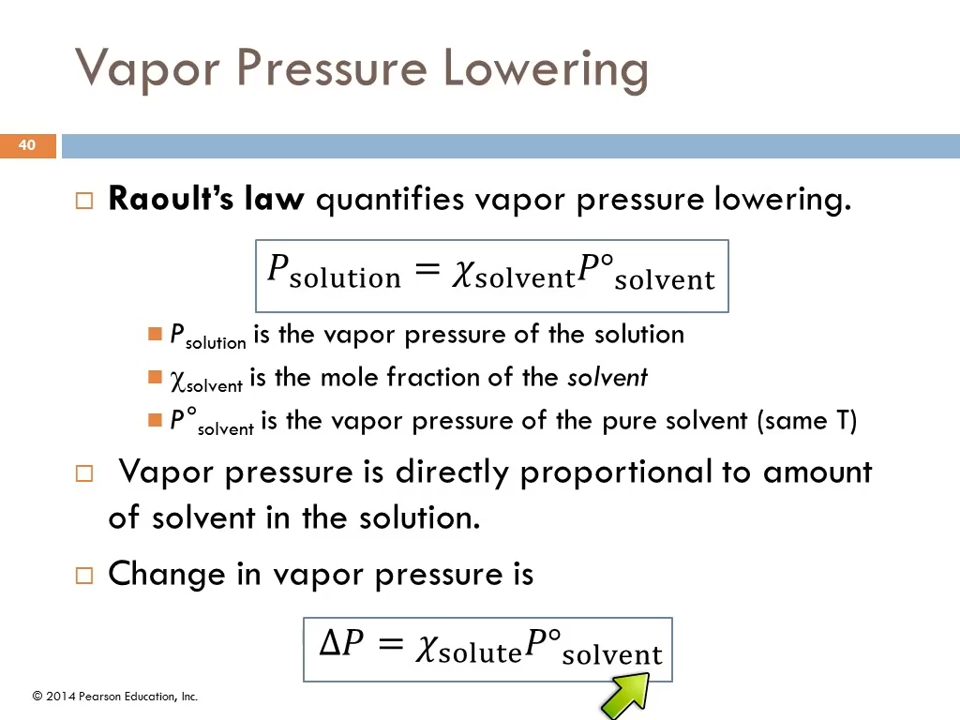 Vapor Pressure Lowering
40
Raoult's law quantifies vapor pressure lowering.
P_solution = χ_solvent P°_solvent
P_solution is the vapor pressure of the solution
χ_solvent is the mole fraction of the solvent
P°_solvent is the vapor pressure of the pure solvent (same T)
Vapor pressure is directly proportional to amount
of solvent in the solution.
Change in vapor pressure is
ΔP = χ_solute P°_solvent
© 2014 Pearson Education, Inc.